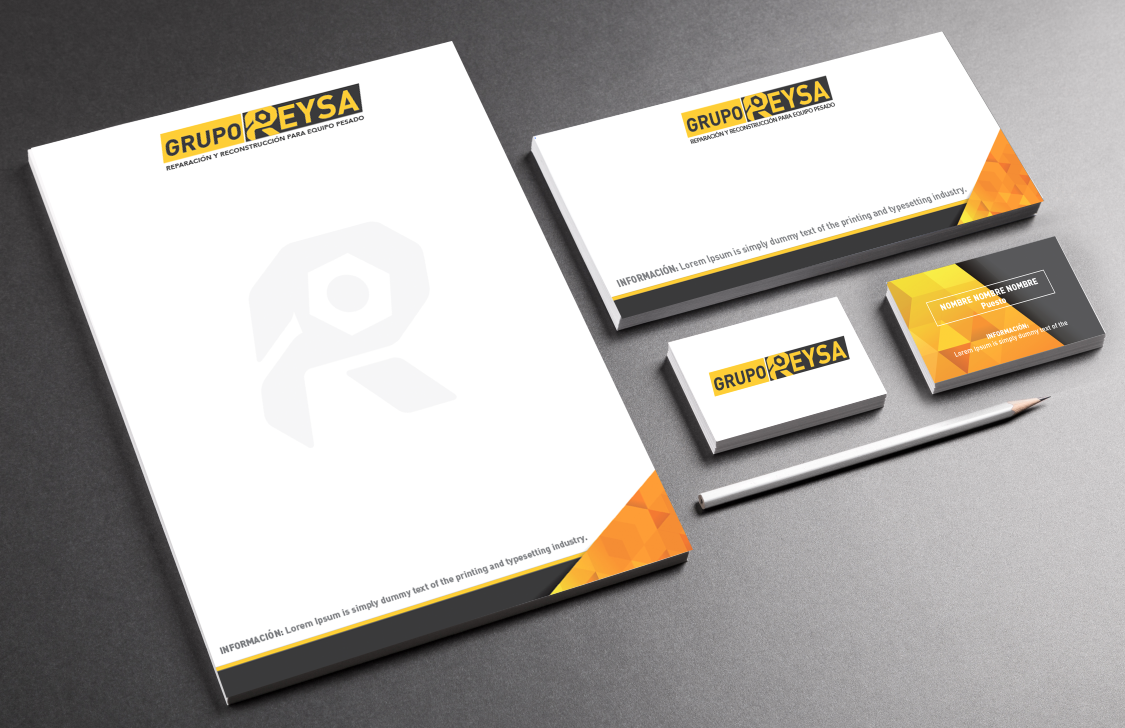 GRUPO REYSA
REPARACIÓN Y RECONSTRUCCIÓN PARA EQUIPO PESADO
INFORMACIÓN: Lorem Ipsum is simply dummy text of the printing and typesetting industry.
GRUPO REYSA
REPARACIÓN Y RECONSTRUCCIÓN PARA EQUIPO PESADO
INFORMACIÓN: Lorem Ipsum is simply dummy text of the printing and typesetting industry.
GRUPO REYSA
NOMBRE NOMBRE NOMBRE
Puesto
INFORMACIÓN:
Lorem Ipsum is simply dummy text of the